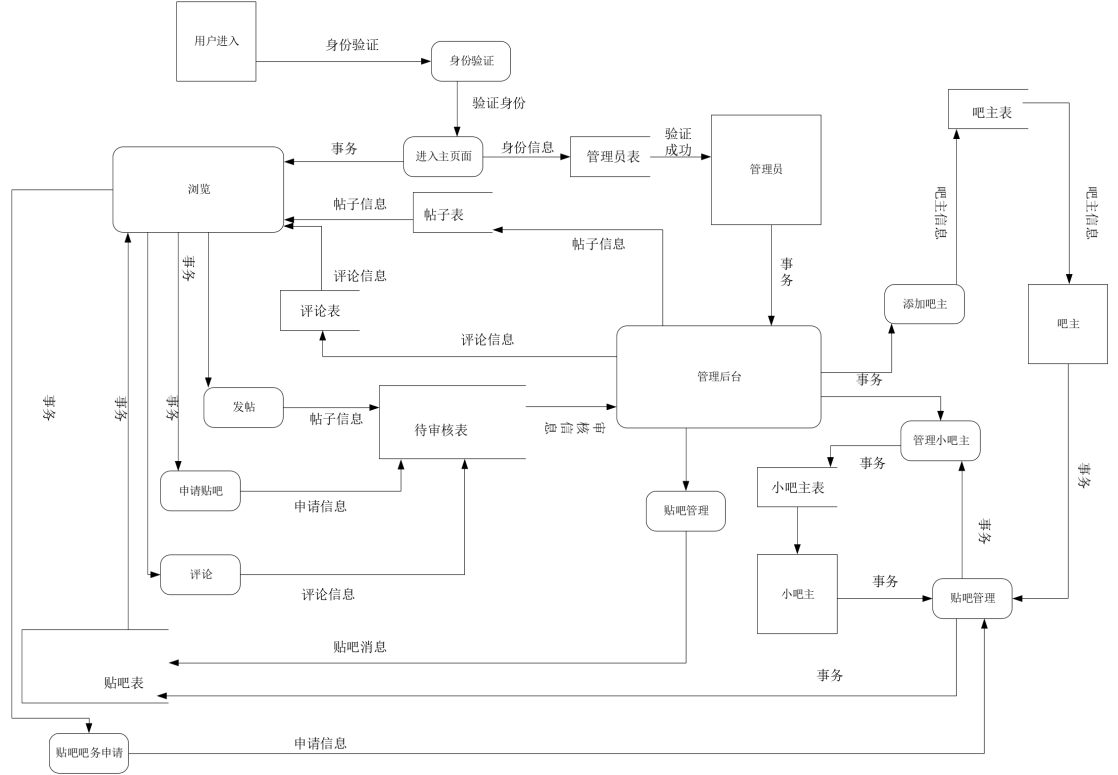 用户进入
身份验证
身份验证
验证身份
吧主表
进入主页面
事务
身份信息
管理员表
验证
成功
管理员
浏览
帖子信息
帖子表
帖子信息
吧主信息
吧主信息
事务
事务
评论信息
评论表
评论信息
添加吧主
吧主
管理后台
事务
事务
事务
事务
发帖
帖子信息
待审核表
审核信息
管理小吧主
事务
事务
小吧主表
申请贴吧
申请信息
贴吧管理
事务
评论
评论信息
小吧主
事务
贴吧管理
贴吧消息
贴吧表
事务
贴吧吧务申请
申请信息